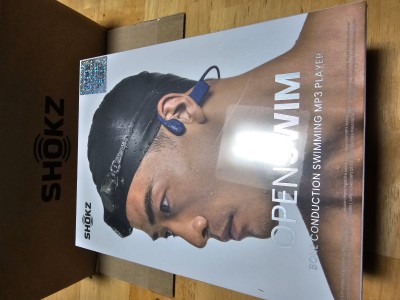 SHOKZ
SHOKZ
OPENSWIM
BONE CONDUCTION SWIMMING MP3 PLAYER